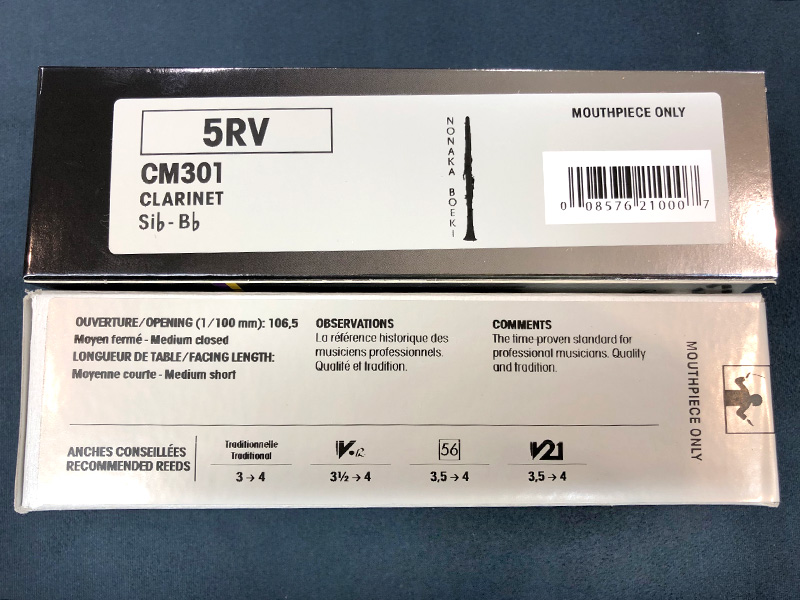 5RV
CM301
CLARINET
Si♭ - B♭
NONAKA BOEKI
MOUTHPIECE ONLY
0 08576 21000 7
OUVERTURE/OPENING (1/100 mm): 106,5
Moyen fermé - Medium closed
LONGUEUR DE TABLE/FACING LENGTH:
Moyenne courte - Medium short
OBSERVATIONS
La référence historique des
musiciens professionnels.
Qualité et tradition.
COMMENTS
The time-proven standard for
professional musicians. Quality
and tradition.
MOUTHPIECE ONLY
ANCHES CONSEILLÉES
RECOMMENDED REEDS
Traditionnelle
Traditional
3 → 4
V.12
3½ → 4
56
3,5 → 4
V21
3,5 → 4